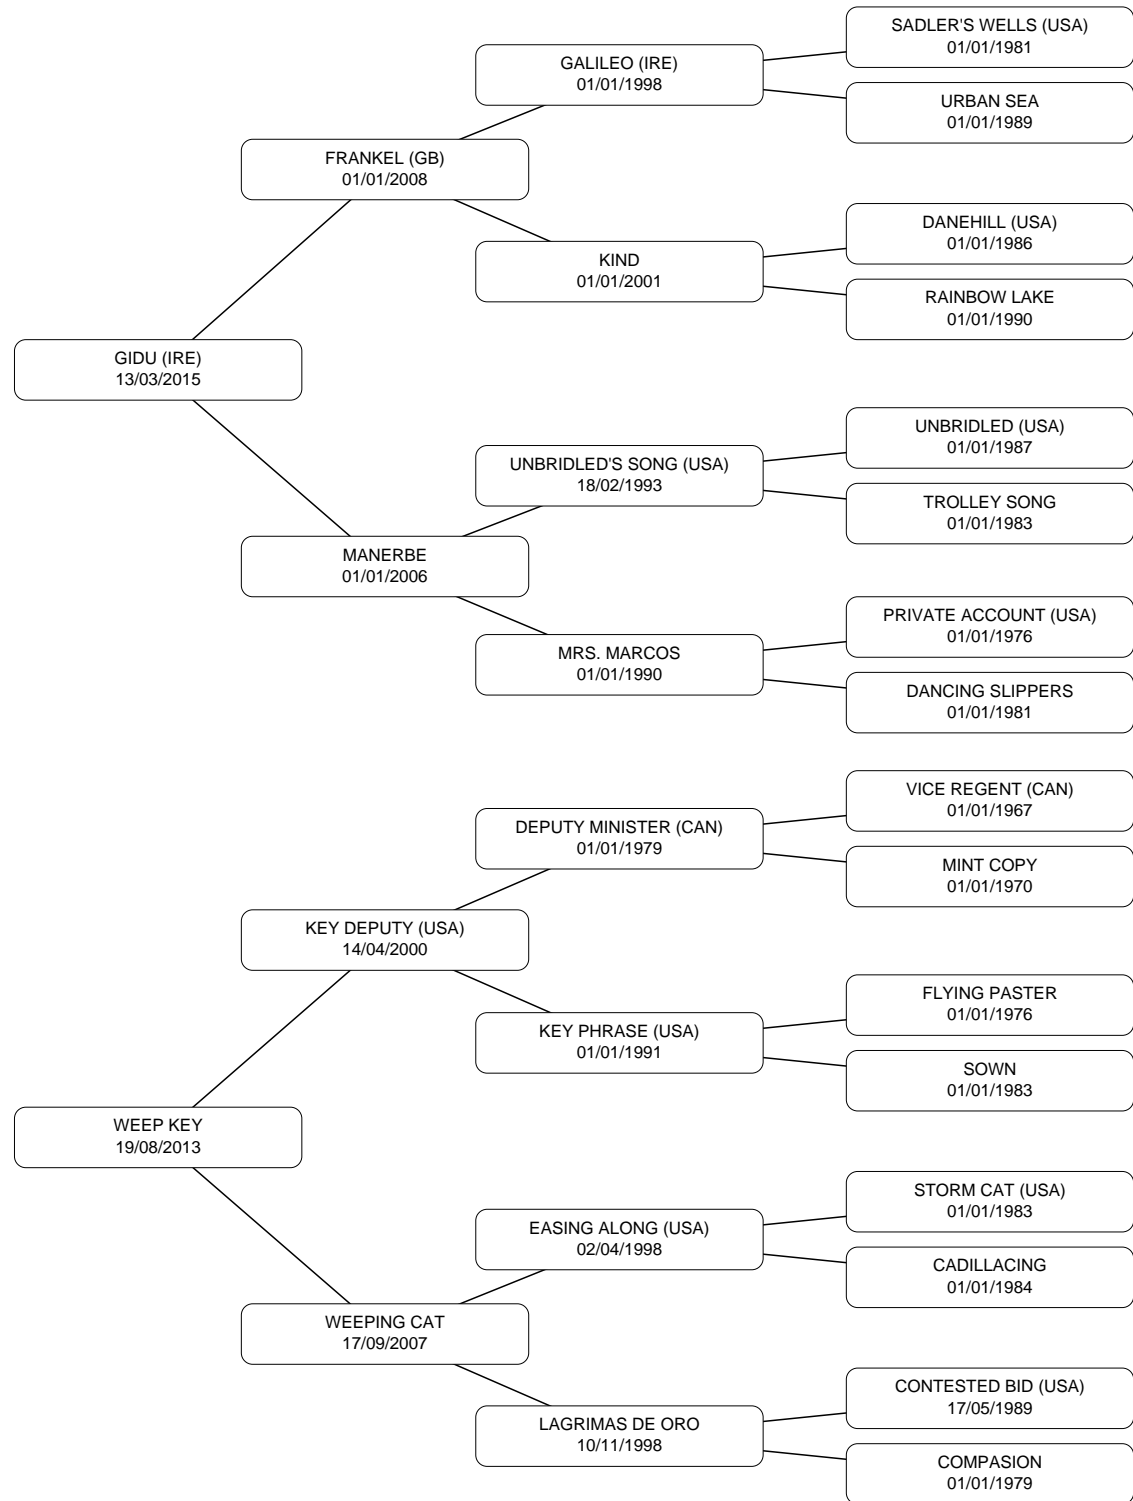 SADLER'S WELLS (USA)
01/01/1981
GALILEO (IRE)
01/01/1998
URBAN SEA
01/01/1989
FRANKEL (GB)
01/01/2008
DANEHILL (USA)
01/01/1986
KIND
01/01/2001
RAINBOW LAKE
01/01/1990
GIDU (IRE)
13/03/2015
UNBRIDLED (USA)
01/01/1987
UNBRIDLED'S SONG (USA)
18/02/1993
TROLLEY SONG
01/01/1983
MANERBE
01/01/2006
PRIVATE ACCOUNT (USA)
01/01/1976
MRS. MARCOS
01/01/1990
DANCING SLIPPERS
01/01/1981
VICE REGENT (CAN)
01/01/1967
DEPUTY MINISTER (CAN)
01/01/1979
MINT COPY
01/01/1970
KEY DEPUTY (USA)
14/04/2000
FLYING PASTER
01/01/1976
KEY PHRASE (USA)
01/01/1991
SOWN
01/01/1983
WEEP KEY
19/08/2013
STORM CAT (USA)
01/01/1983
EASING ALONG (USA)
02/04/1998
CADILLACING
01/01/1984
WEEPING CAT
17/09/2007
CONTESTED BID (USA)
17/05/1989
LAGRIMAS DE ORO
10/11/1998
COMPASION
01/01/1979